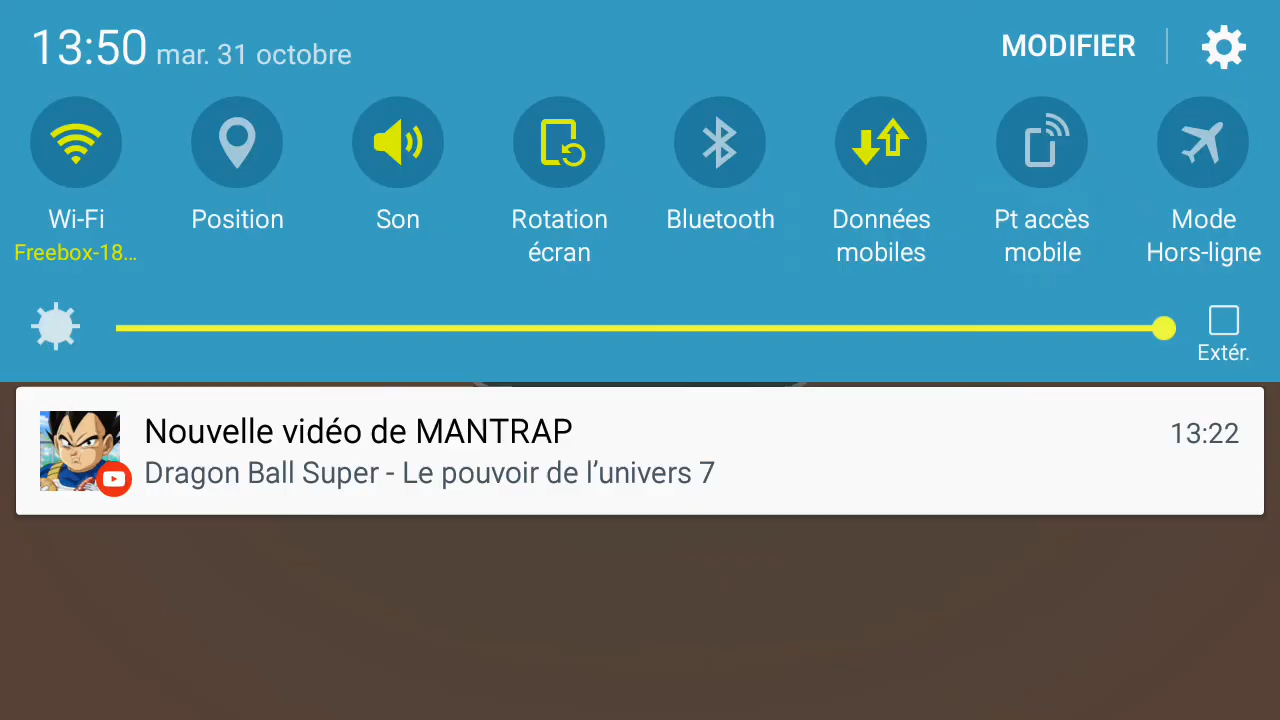 13:50 mar. 31 octobre
MODIFIER
Wi-Fi
Freebox-18...
Position
Son
Rotation
écran
Bluetooth
Données
mobiles
Pt accès
mobile
Mode
Hors-ligne
Extér.
Nouvelle vidéo de MANTRAP
13:22
Dragon Ball Super - Le pouvoir de l’univers 7